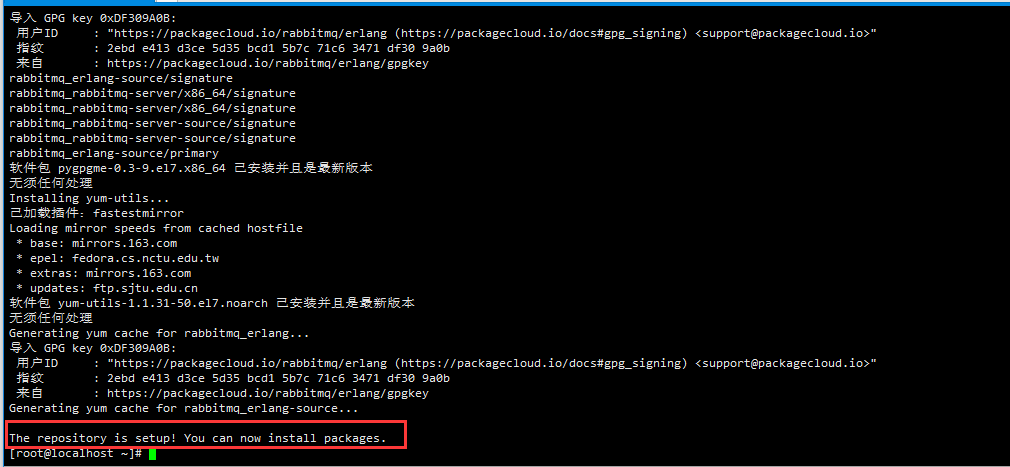 导入 GPG key 0xDF309A0B:
用户ID     : "https://packagecloud.io/rabbitmq/erlang (https://packagecloud.io/docs#gpg_signing) <support@packagecloud.io>"
指纹       : 2ebd e413 d3ce 5d35 bcd1 5b7c 71c6 3471 df30 9a0b
来自       : https://packagecloud.io/rabbitmq/erlang/gpgkey
rabbitmq_erlang-source/signature
rabbitmq_rabbitmq-server/x86_64/signature
rabbitmq_rabbitmq-server/x86_64/signature
rabbitmq_rabbitmq-server-source/signature
rabbitmq_rabbitmq-server-source/signature
rabbitmq_erlang-source/primary
软件包 pygpgme-0.3-9.el7.x86_64 已安装并且是最新版本
无须任何处理
Installing yum-utils...
已加载插件：fastestmirror
Loading mirror speeds from cached hostfile
* base: mirrors.163.com
* epel: fedora.cs.nctu.edu.tw
* extras: mirrors.163.com
* updates: ftp.sjtu.edu.cn
软件包 yum-utils-1.1.31-50.el7.noarch 已安装并且是最新版本
无须任何处理
Generating yum cache for rabbitmq_erlang...
导入 GPG key 0xDF309A0B:
用户ID     : "https://packagecloud.io/rabbitmq/erlang (https://packagecloud.io/docs#gpg_signing) <support@packagecloud.io>"
指纹       : 2ebd e413 d3ce 5d35 bcd1 5b7c 71c6 3471 df30 9a0b
来自       : https://packagecloud.io/rabbitmq/erlang/gpgkey
Generating yum cache for rabbitmq_erlang-source...
The repository is setup! You can now install packages.
[root@localhost ~]#